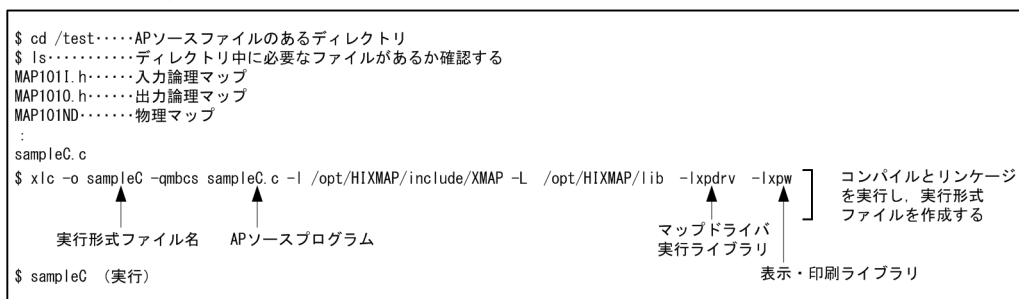 $ cd /test・・・・・APソースファイルのあるディレクトリ
$ ls・・・・・・・・・・・ディレクトリ中に必要なファイルがあるか確認する
MAP101I.h・・・・・・入力論理マップ
MAP101O.h・・・・・・出力論理マップ
MAP101ND・・・・・・・物理マップ
：
sampleC.c
$ xlc -o sampleC -qmbcs sampleC.c -I /opt/HIXMAP/include/XMAP -L /opt/HIXMAP/lib -lxpdrv -lxpw
コンパイルとリンケージ
を実行し，実行形式
ファイルを作成する
実行形式ファイル名
APソースプログラム
マップドライバ
実行ライブラリ
表示・印刷ライブラリ
$ sampleC （実行）